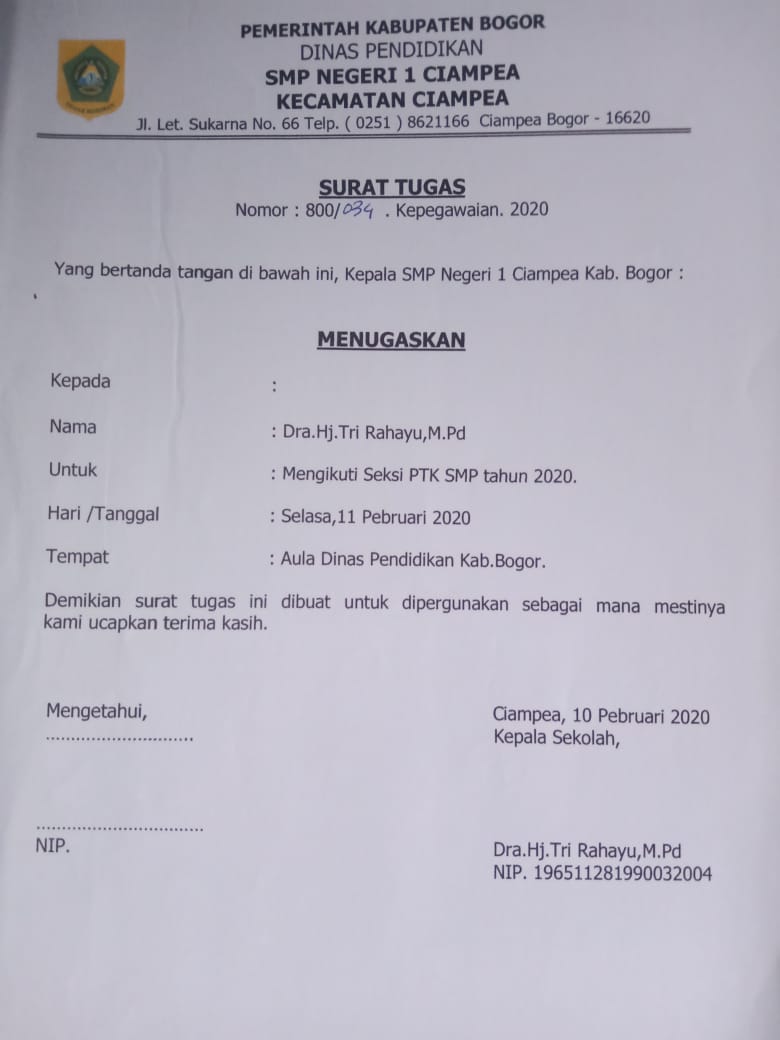 PEMERINTAH KABUPATEN BOGOR
DINAS PENDIDIKAN
SMP NEGERI 1 CIAMPEA
KECAMATAN CIAMPEA
Jl. Let. Sukarna No. 66 Telp. ( 0251 ) 8621166 Ciampea Bogor - 16620
SURAT TUGAS
Nomor : 800/034 . Kepegawaian. 2020
Yang bertanda tangan di bawah ini, Kepala SMP Negeri 1 Ciampea Kab. Bogor :
MENUGASKAN
Kepada :
Nama : Dra.Hj.Tri Rahayu,M.Pd
Untuk : Mengikuti Seksi PTK SMP tahun 2020.
Hari /Tanggal : Selasa,11 Pebruari 2020
Tempat : Aula Dinas Pendidikan Kab.Bogor.
Demikian surat tugas ini dibuat untuk dipergunakan sebagai mana mestinya
kami ucapkan terima kasih.
Mengetahui,
.............................
.................................
NIP.
Ciampea, 10 Pebruari 2020
Kepala Sekolah,
Dra.Hj.Tri Rahayu,M.Pd
NIP. 196511281990032004